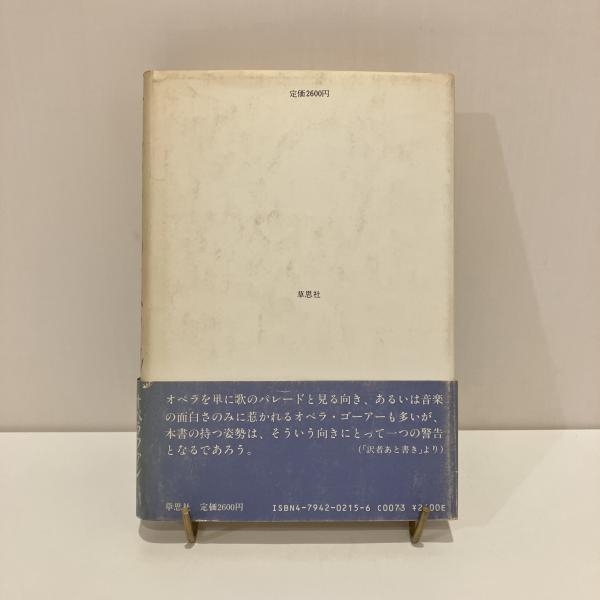 定価2600円
草思社
オペラを単に歌のパレードと見る向き、あるいは音楽
の面白さのみに惹かれるオペラ・ゴーアーも多いが、
本書の持つ姿勢は、そういう向きにとって一つの警告
となるであろう。
(「訳者あと書き」より)
草思社 定価2600円
ISBN4-7942-0215-6 C0073 ¥2600E